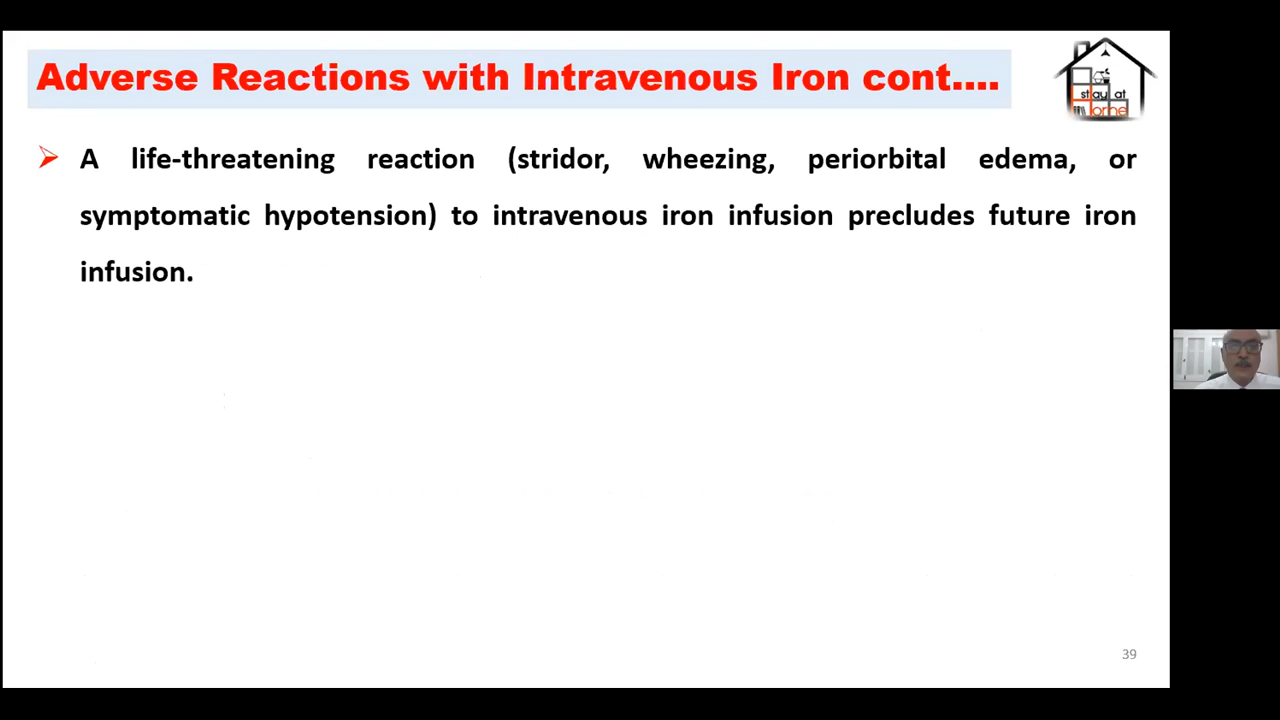 Adverse Reactions with Intravenous Iron cont....
stay at
home
A life-threatening reaction (stridor, wheezing, periorbital edema, or
symptomatic hypotension) to intravenous iron infusion precludes future iron
infusion.
39